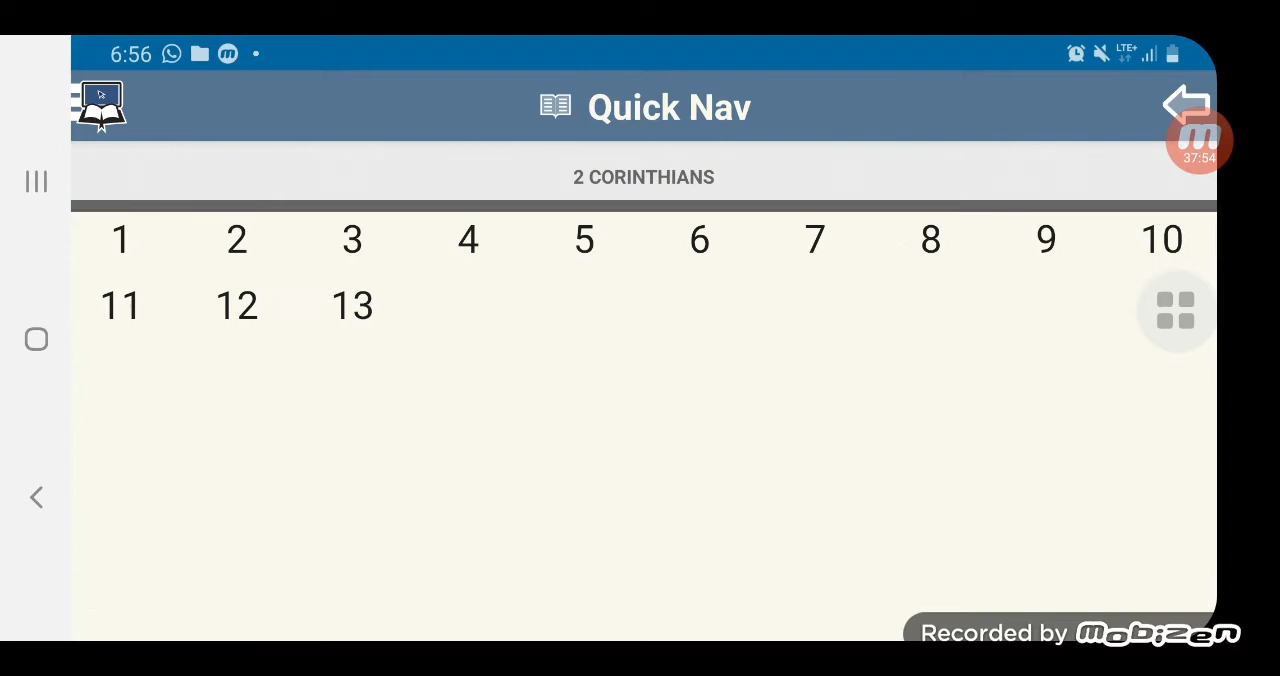 6:56
LTE+
Quick Nav
37:54
2 CORINTHIANS
1 2 3 4 5 6 7 8 9 10
11 12 13
Recorded by Mobizen